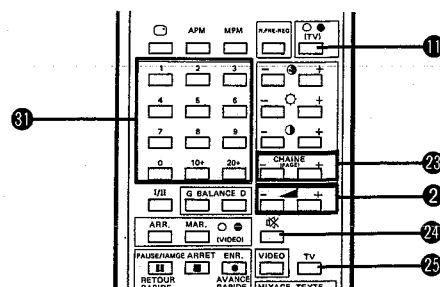 APM MPM R.PRE-REG (TV) 11
1 2 3
4 5 6
31
7 8 9
CHAINE
(PAGE)
23
0 10+ 20+
I/II G BALANCE D
2
ARR. MAR. (VIDEO)
24
PAUSE/IAMGE ARRET ENR. VIDEO TV
25
RETOUR AVANCE MIXAGE TEXTE
RAPIDE RAPIDE